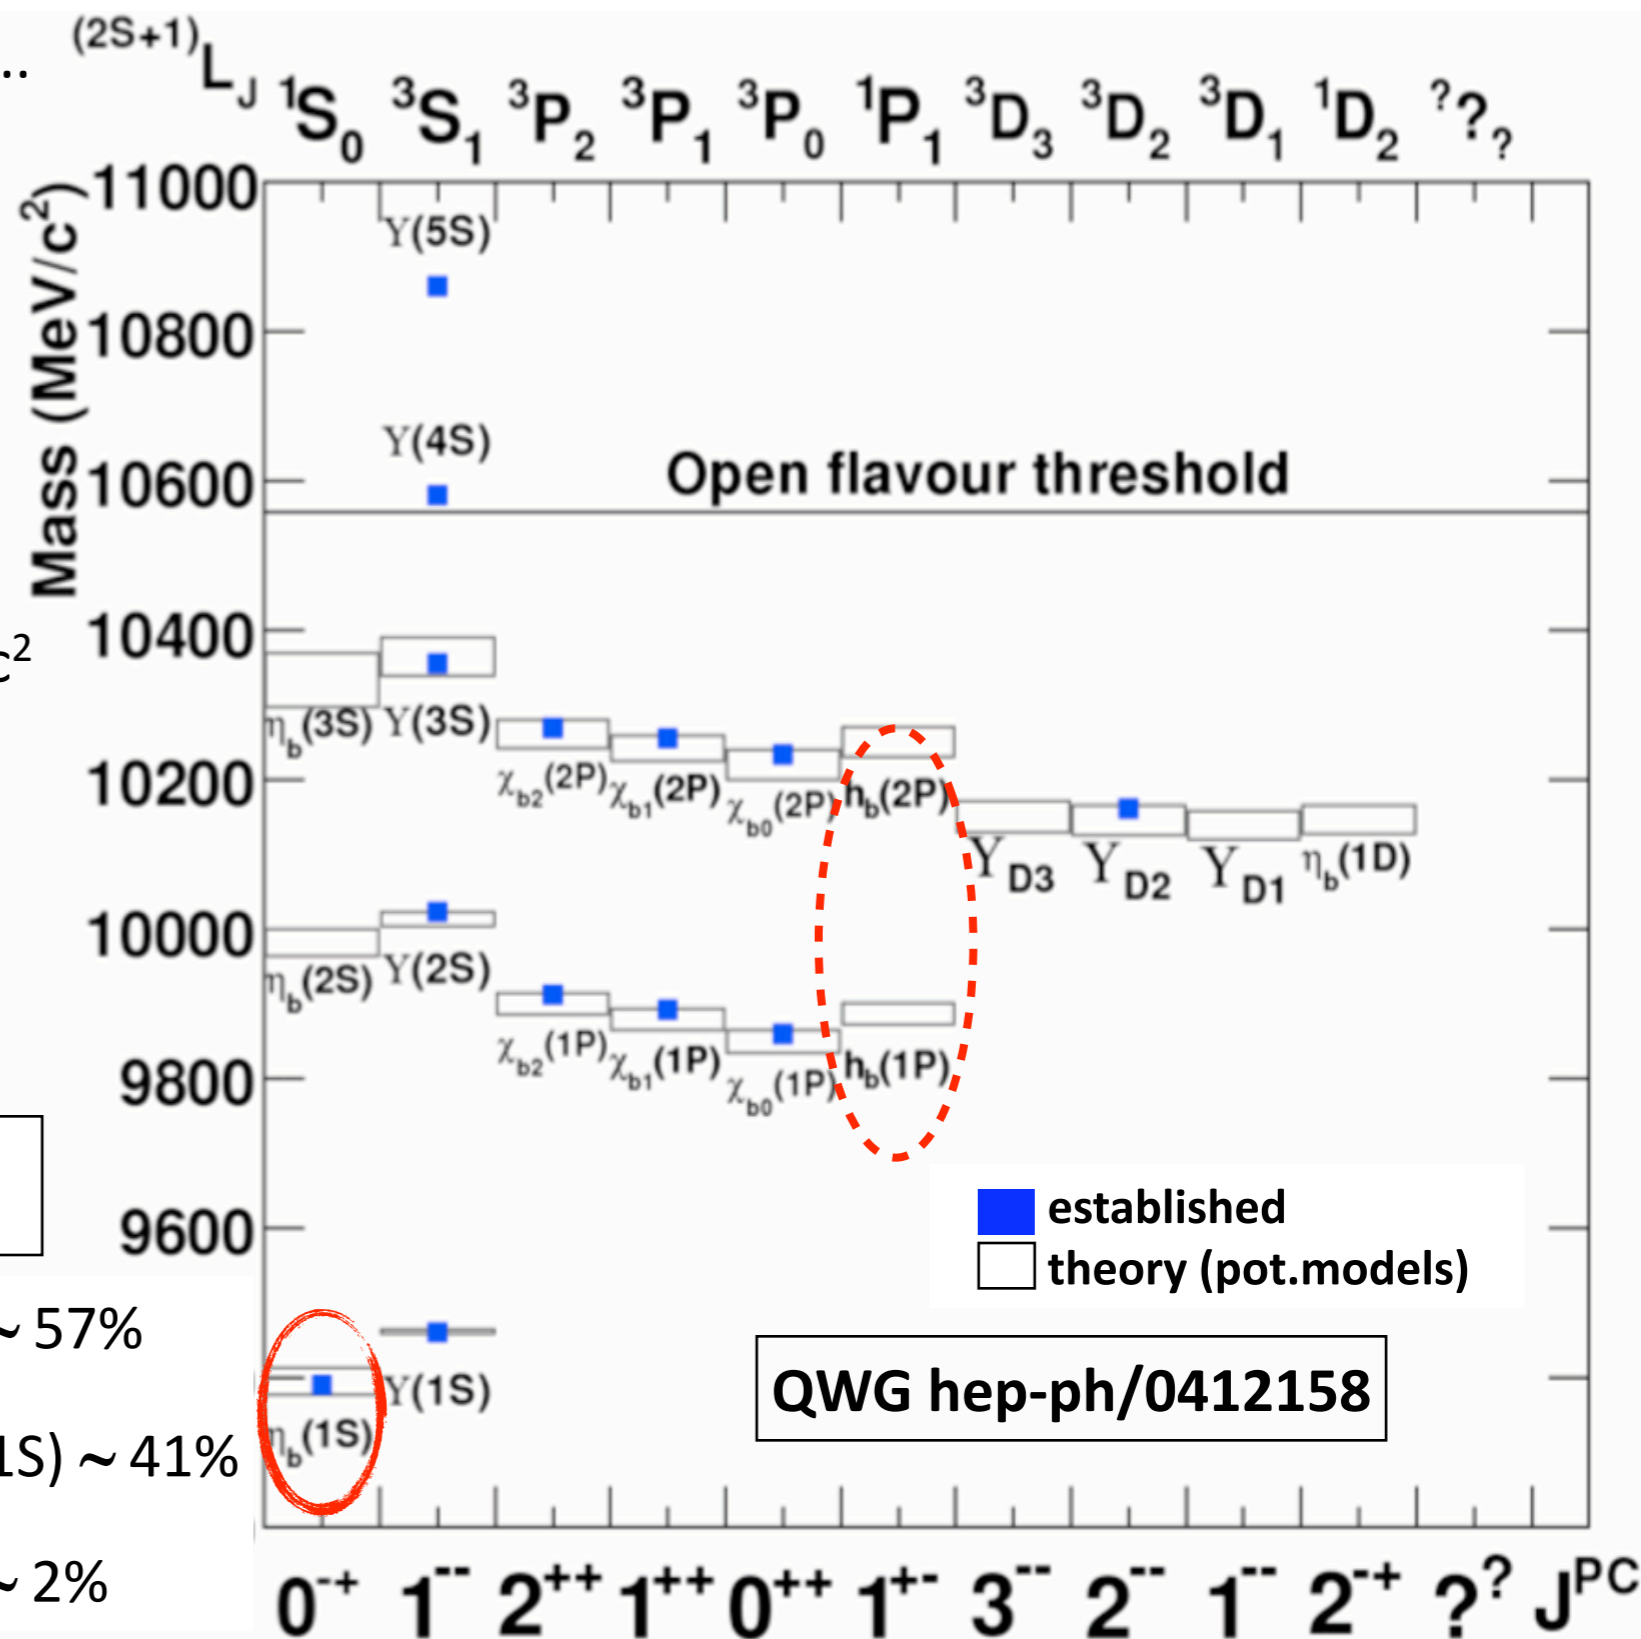 ..
(2S+1)LJ 1S0 3S1 3P2 3P1 3P0 1P1 3D3 3D2 3D1 1D2 ???
Mass (MeV/c2)
11000
ϒ(5S)
10800
ϒ(4S)
10600
Open flavour threshold
10400
c2
ηb(3S) ϒ(3S)
χb2(2P) χb1(2P) χb0(2P) hb(2P)
10200
ϒD3 ϒD2 ϒD1 ηb(1D)
10000
ηb(2S) ϒ(2S)
χb2(1P) χb1(1P) χb0(1P) hb(1P)
9800
established
9600
theory (pot.models)
~ 57%
ϒ(1S)
QWG hep-ph/0412158
ηb(1S)
1S) ~ 41%
~ 2%
0-+ 1-- 2++ 1++ 0++ 1+- 3-- 2-- 1-- 2-+ ?? JPC